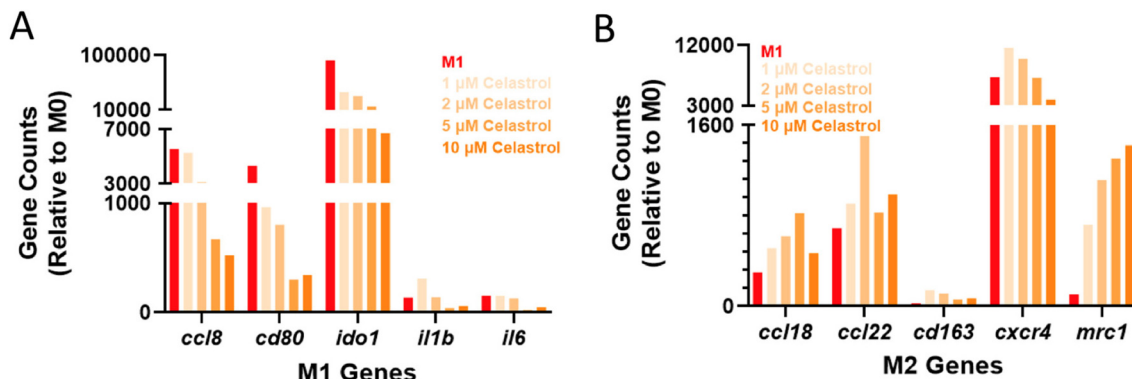 A
Gene Counts
(Relative to M0)
100000
10000
7000
3000
1000
0
M1
1 µM Celastrol
2 µM Celastrol
5 µM Celastrol
10 µM Celastrol
ccl8 cd80 ido1 il1b il6
M1 Genes
B
Gene Counts
(Relative to M0)
12000
3000
1600
0
M1
1 µM Celastrol
2 µM Celastrol
5 µM Celastrol
10 µM Celastrol
ccl18 ccl22 cd163 cxcr4 mrc1
M2 Genes